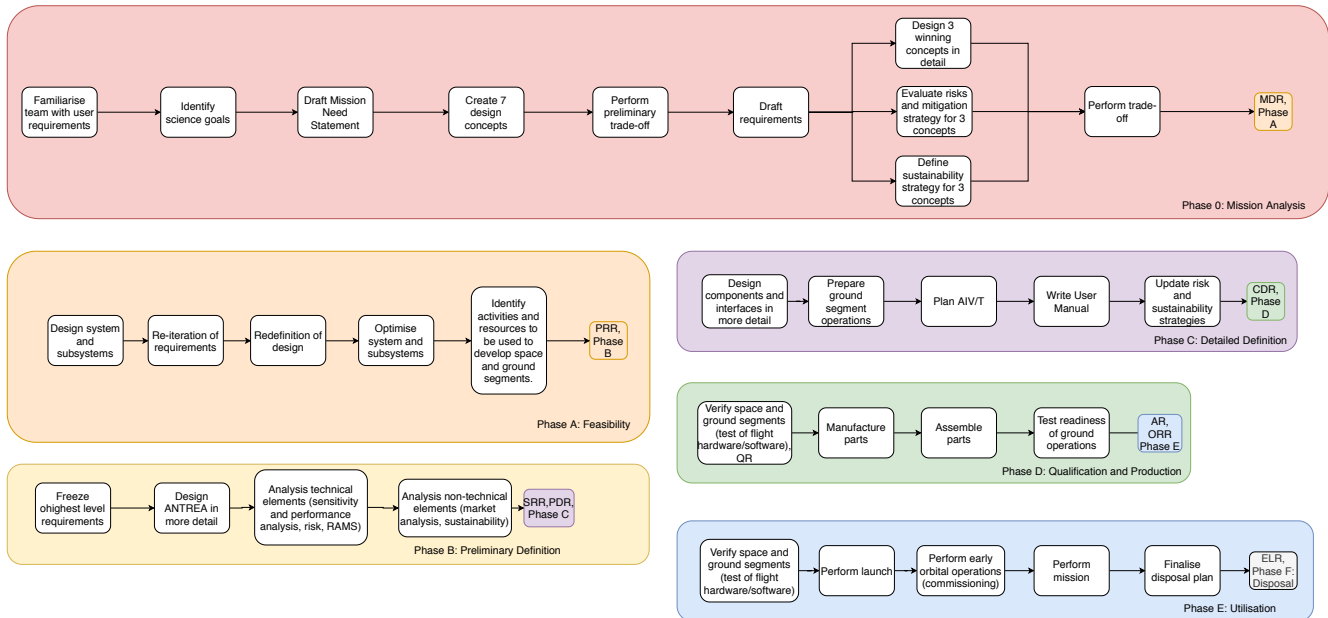 Familiarise
team with user
requirements
Identify
science goals
Draft Mission
Need
Statement
Create 7
design
concepts
Perform
preliminary
trade-off
Draft
requirements
Design 3
winning
concepts in
detail
Evaluate risks
and mitigation
strategy for 3
concepts
Define
sustainability
strategy for 3
concepts
Perform trade-
off
MDR,
Phase
A
Phase 0: Mission Analysis
Design system
and
subsystems
Re-iteration of
requirements
Redefinition of
design
Optimise
system and
subsystems
Identify
activities and
resources to
be used to
develop space
and ground
segments.
PRR,
Phase
B
Phase A: Feasibility
Freeze
ohighest level
requirements
Design
ANTREA in
more detail
Analysis technical
elements (sensitivity
and performance
analysis, risk, RAMS)
Analysis non-technical
elements (market
analysis, sustainability)
SRR,PDR,
Phase C
Phase B: Preliminary Definition
Design
components and
interfaces in
more detail
Prepare
ground
segment
operations
Plan AIV/T
Write User
Manual
Update risk
and
sustainability
strategies
CDR,
Phase
D
Phase C: Detailed Definition
Verify space and
ground segments
(test of flight
hardware/software),
QR
Manufacture
parts
Assemble
parts
Test readiness
of ground
operations
AR,
ORR
Phase E
Phase D: Qualification and Production
Verify space and
ground segments
(test of flight
hardware/software)
Perform launch
Perform early
orbital operations
(commissioning)
Perform
mission
Finalise
disposal plan
ELR,
Phase F:
Disposal
Phase E: Utilisation